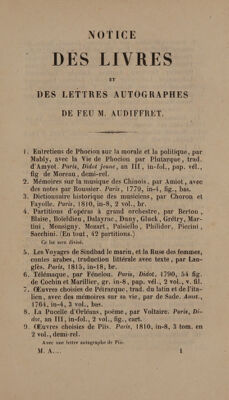 NOTICE
DES LIVRES
ET
DES LETTRES AUTOGRAPHES
DE FEU M. AUDIFFRET.
1. Entretiens de Phocion sur la morale et la politique, par
Mably, avec la Vie de Phocion par Plutarque, trad.
d'Amyot. Paris, Didot jeune, an III, in-fol., pap. vél.,
fig de Moreau, demi-rel.
2. Mémoires sur la musique des Chinois, par Amiot, avec
des notes par Roussier. Paris, 1779, in-4, fig., bas.
3. Dictionnaire historique des musiciens, par Choron et
Fayolle. Paris, 1810, in-8, 2 vol., br.
4. Partitions d'opéra à grand orchestre, par Berton,
Blaise, Boïeldieu, Dalayrac, Duny, Gluck, Grétry, Mar-
tini, Monsigny, Mozart, Paisiello, Philidor, Piccini,
Sacchini. (En tout, 42 partitions.)
Ce lot sera divisé.
5. Les Voyages de Sindbad le marin, et la Ruse des femmes,
contes arabes, traduction littérale avec texte, par Lan-
glès. Paris, 1815, in-18, br.
6. Télémaque, par Fénelon. Paris, Didot, 1790, 54 fig.
de Cochin et Marillier, gr. in-8, pap. vél., 2 vol., v. fil.
7. Œuvres choisies de Pétrarque, trad. du latin et de l'ita-
lien, avec des mémoires sur sa vie, par de Sade. Amst.,
1764, in-4, 3 vol., bas.
8. La Pucelle d'Orléans, poëme, par Voltaire. Paris, Di-
dot, an III, in-fol., 2 vol., fig., cart.
9. Œuvres choisies de Piis. Paris, 1810, in-8, 3 tom. en
2 vol., demi-rel.
Avec une lettre autographe de Piis.
M. A... 1